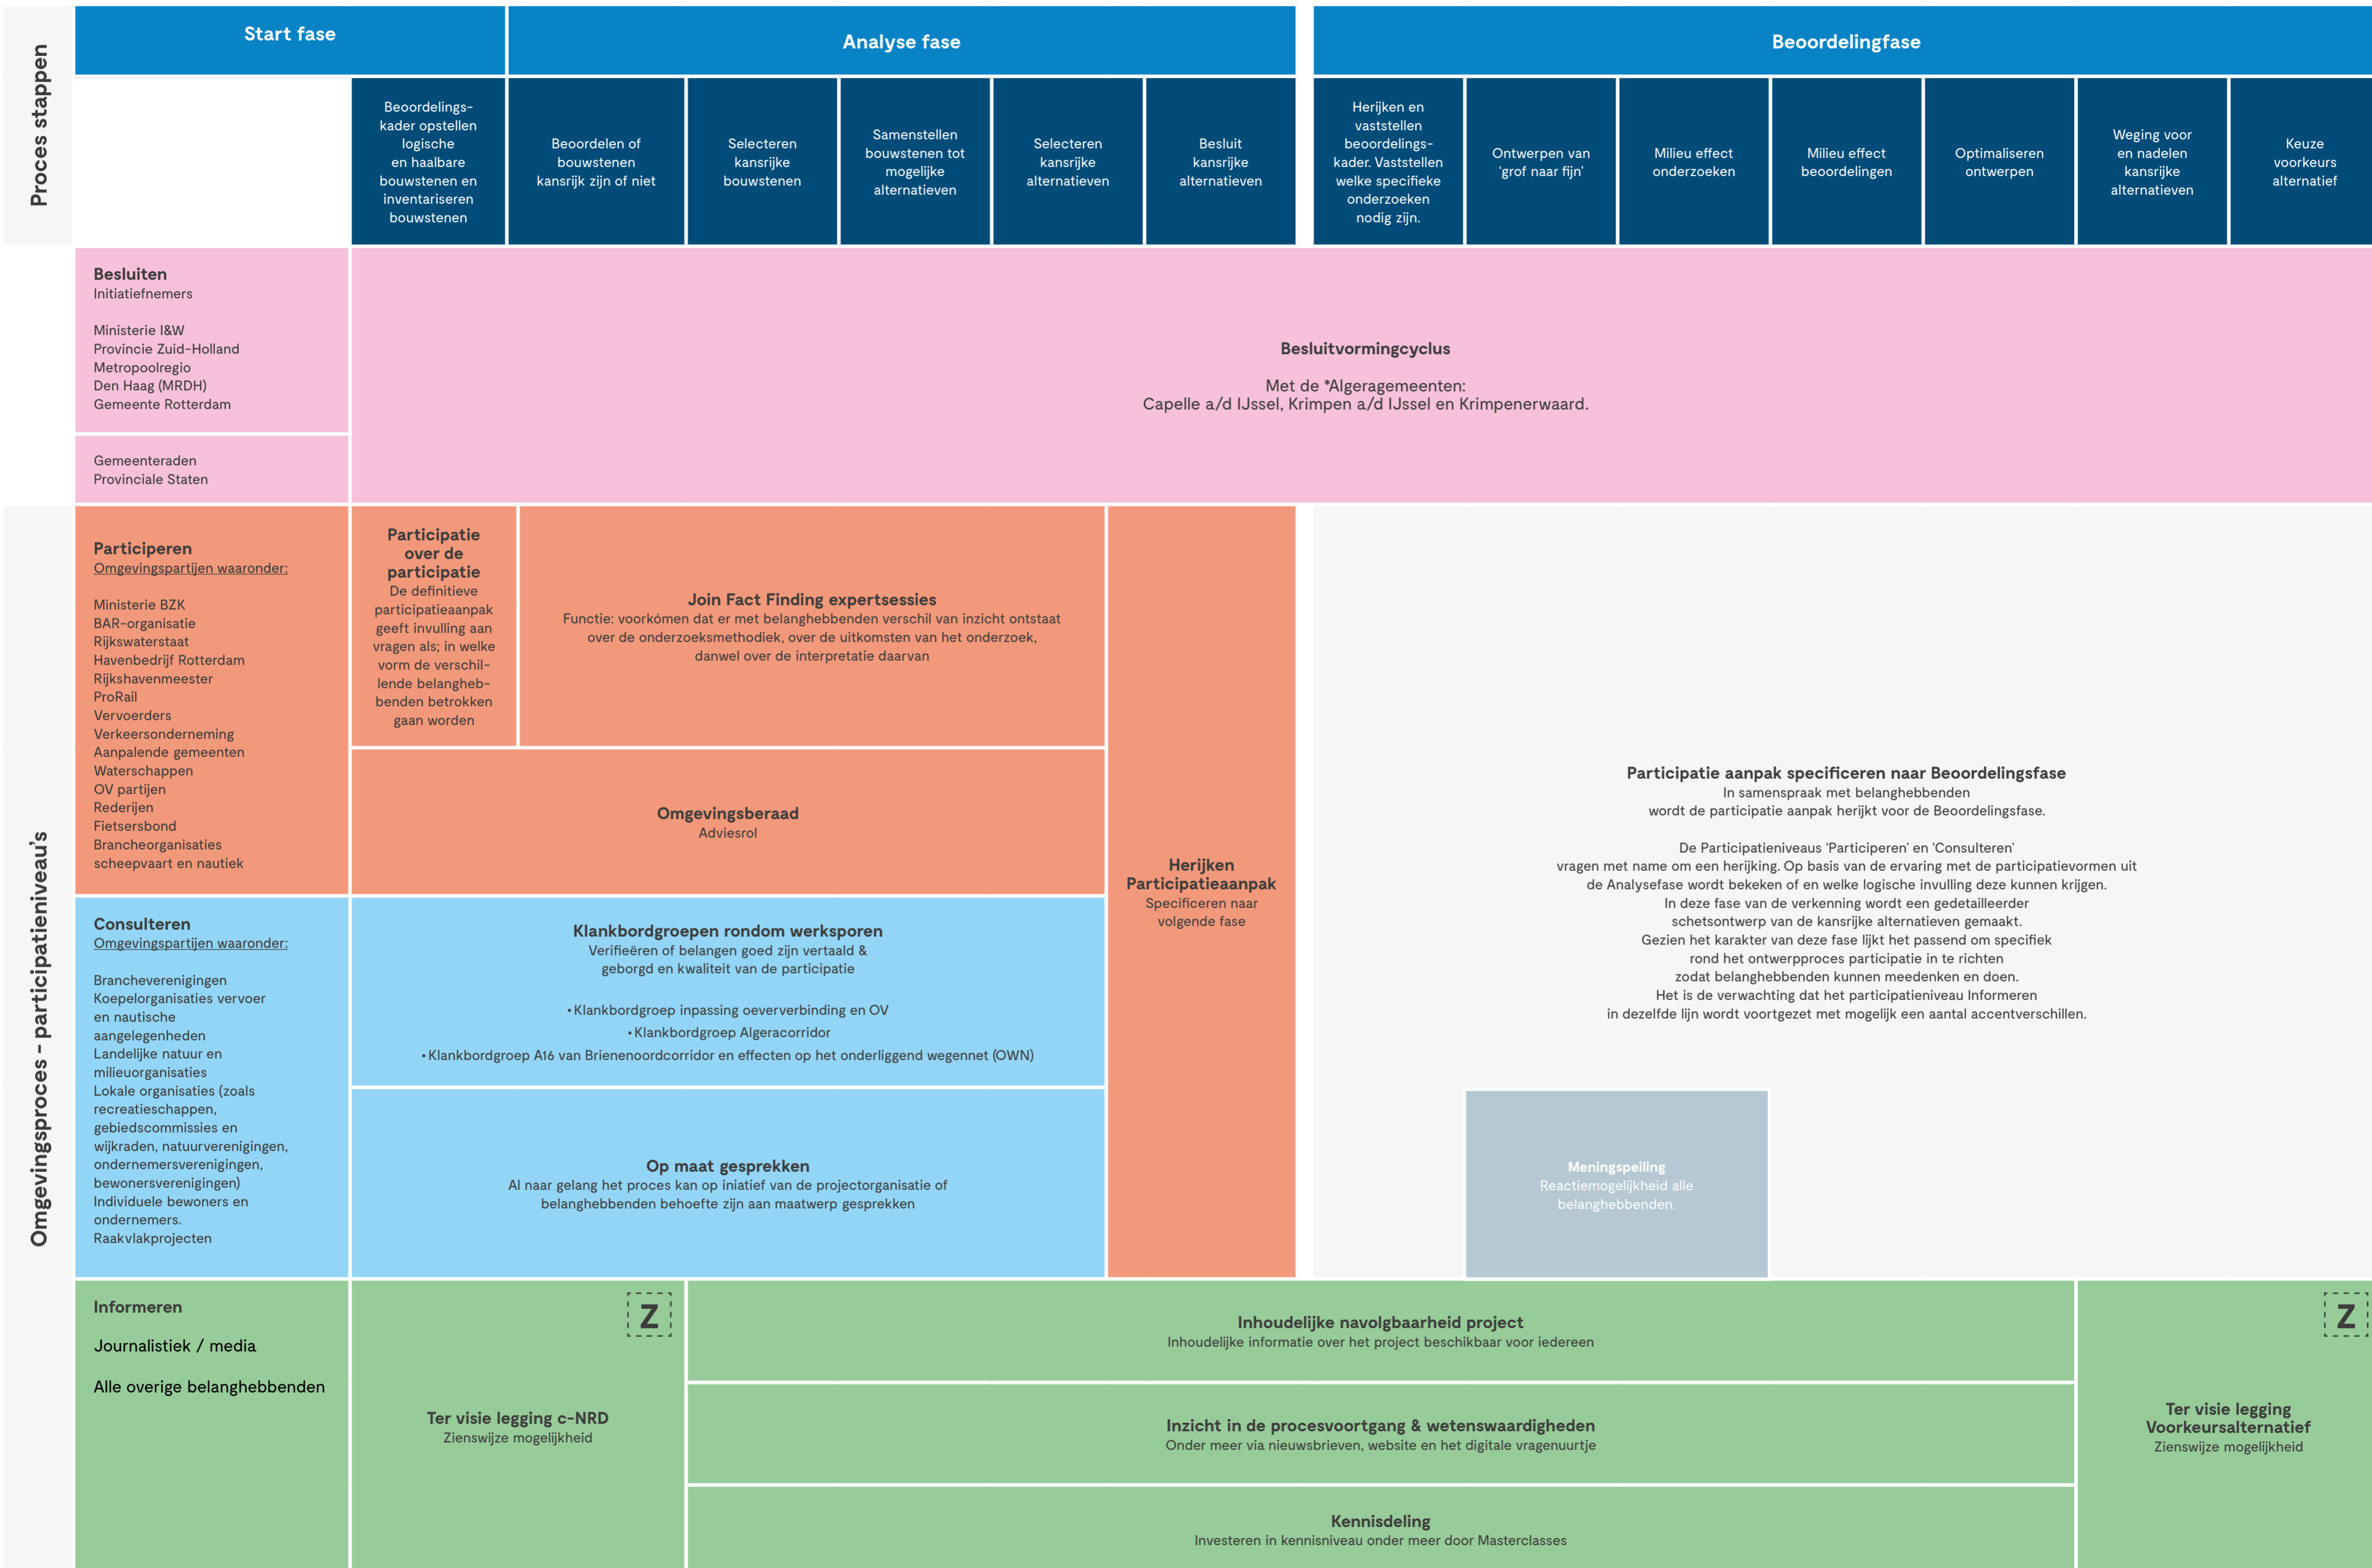 Proces stappen
Start fase
Analyse fase
Beoordelingfase
Beoordelings-
kader opstellen
logische
en haalbare
bouwstenen en
inventariseren
bouwstenen
Beoordelen of
bouwstenen
kansrijk zijn of niet
Selecteren
kansrijke
bouwstenen
Samenstellen
bouwstenen tot
mogelijke
alternatieven
Selecteren
kansrijke
alternatieven
Besluit
kansrijke
alternatieven
Herijken en
vaststellen
beoordelings-
kader. Vaststellen
welke specifieke
onderzoeken
nodig zijn.
Ontwerpen van
‘grof naar fijn’
Milieu effect
onderzoeken
Milieu effect
beoordelingen
Optimaliseren
ontwerpen
Weging voor
en nadelen
kansrijke
alternatieven
Keuze
voorkeurs
alternatief
Besluiten
Initiatiefnemers
Ministerie I&W
Provincie Zuid-Holland
Metropoolregio
Den Haag (MRDH)
Gemeente Rotterdam
Gemeenteraden
Provinciale Staten
Besluitvormingcyclus
Met de *Algeragemeenten:
Capelle a/d IJssel, Krimpen a/d IJssel en Krimpenerwaard.
Omgevingsproces - participatieniveau’s
Participeren
Omgevingspartijen waaronder:
Ministerie BZK
BAR-organisatie
Rijkswaterstaat
Havenbedrijf Rotterdam
Rijkshavenmeester
ProRail
Vervoerders
Verkeersonderneming
Aanpalende gemeenten
Waterschappen
OV partijen
Rederijen
Fietsersbond
Brancheorganisaties
scheepvaart en nautiek
Participatie
over de
participatie
De definitieve
participatieaanpak
geeft invulling aan
vragen als; in welke
vorm de verschil-
lende belangheb-
benden betrokken
gaan worden
Join Fact Finding expertsessies
Functie: voorkómen dat er met belanghebbenden verschil van inzicht ontstaat
over de onderzoeksmethodiek, over de uitkomsten van het onderzoek,
danwel over de interpretatie daarvan
Omgevingsberaad
Adviesrol
Herijken
Participatieaanpak
Specificeren naar
volgende fase
Participatie aanpak specificeren naar Beoordelingsfase
In samenspraak met belanghebbenden
wordt de participatie aanpak herijkt voor de Beoordelingsfase.
De Participatieniveaus ‘Participeren’ en ‘Consulteren’
vragen met name om een herijking. Op basis van de ervaring met de participatievormen uit
de Analysefase wordt bekeken of en welke logische invulling deze kunnen krijgen.
In deze fase van de verkenning wordt een gedetailleerder
schetsontwerp van de kansrijke alternatieven gemaakt.
Gezien het karakter van deze fase lijkt het passend om specifiek
rond het ontwerpproces participatie in te richten
zodat belanghebbenden kunnen meedenken en doen.
Het is de verwachting dat het participatieniveau Informeren
in dezelfde lijn wordt voortgezet met mogelijk een aantal accentverschillen.
Consulteren
Omgevingspartijen waaronder:
Brancheverenigingen
Koepelorganisaties vervoer
en nautische
aangelegenheden
Landelijke natuur en
milieuorganisaties
Lokale organisaties (zoals
recreatieschappen,
gebiedscommissies en
wijkraden, natuurverenigingen,
ondernemersverenigingen,
bewonersverenigingen)
Individuele bewoners en
ondernemers.
Raakvlakprojecten
Klankbordgroepen rondom werksporen
Verifieëren of belangen goed zijn vertaald &
geborgd en kwaliteit van de participatie
• Klankbordgroep inpassing oeververbinding en OV
• Klankbordgroep Algeracorridor
• Klankbordgroep A16 van Brienenoordcorridor en effecten op het onderliggend wegennet (OWN)
Op maat gesprekken
Al naar gelang het proces kan op iniatief van de projectorganisatie of
belanghebbenden behoefte zijn aan maatwerp gesprekken
Meningspeiling
Reactiemogelijkheid alle
belanghebbenden.
Informeren
Journalistiek / media
Alle overige belanghebbenden
Z
Ter visie legging c-NRD
Zienswijze mogelijkheid
Inhoudelijke navolgbaarheid project
Inhoudelijke informatie over het project beschikbaar voor iedereen
Inzicht in de procesvoortgang & wetenswaardigheden
Onder meer via nieuwsbrieven, website en het digitale vragenuurtje
Kennisdeling
Investeren in kennisniveau onder meer door Masterclasses
Z
Ter visie legging
Voorkeursalternatief
Zienswijze mogelijkheid